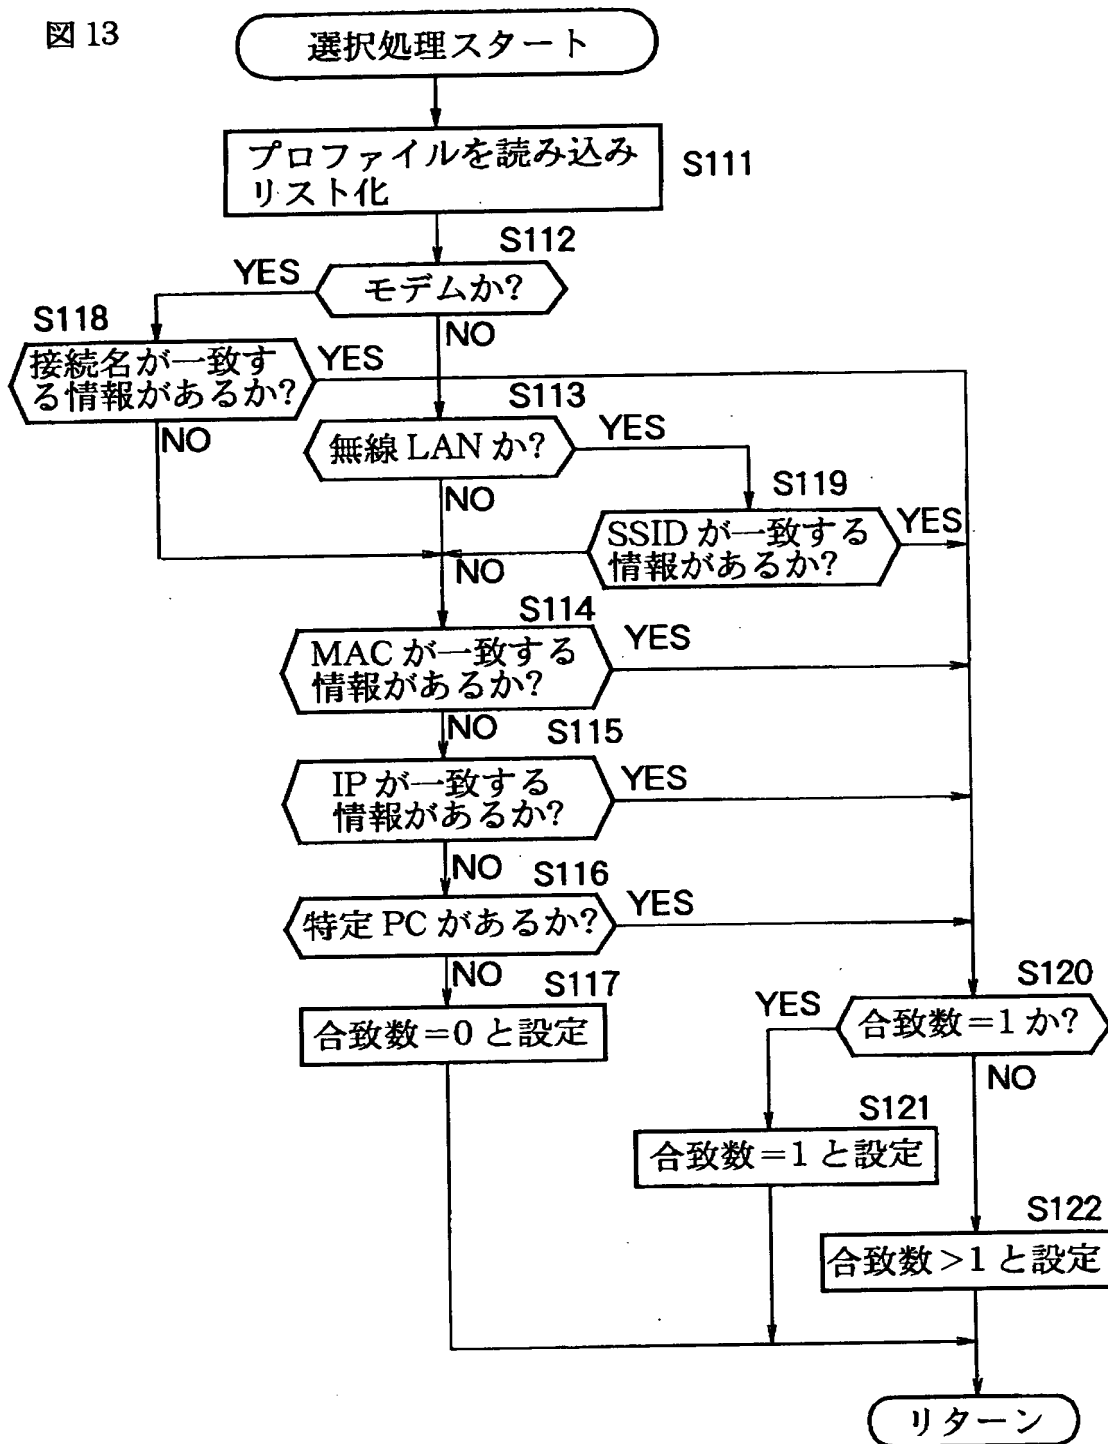 図 13
選択処理スタート
プロファイルを読み込み
リスト化
S111
S112
YES
モデムか?
NO
S118
接続名が一致す
る情報があるか?
YES
NO
S113
無線 LAN か?
YES
NO
S119
SSID が一致する
情報があるか?
YES
NO
S114
MAC が一致する
情報があるか?
YES
NO
S115
IP が一致する
情報があるか?
YES
NO
S116
特定 PC があるか?
YES
NO
S117
合致数=0 と設定
S120
YES
合致数=1 か?
NO
S121
合致数=1 と設定
S122
合致数>1 と設定
リターン